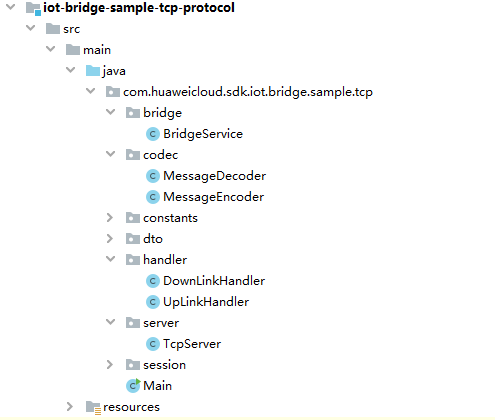 iot-bridge-sample-tcp-protocol
src
main
java
com.huaweicloud.sdk.iot.bridge.sample.tcp
bridge
C BridgeService
codec
C MessageDecoder
C MessageEncoder
constants
dto
handler
C DownLinkHandler
C UpLinkHandler
server
C TcpServer
session
C Main
resources